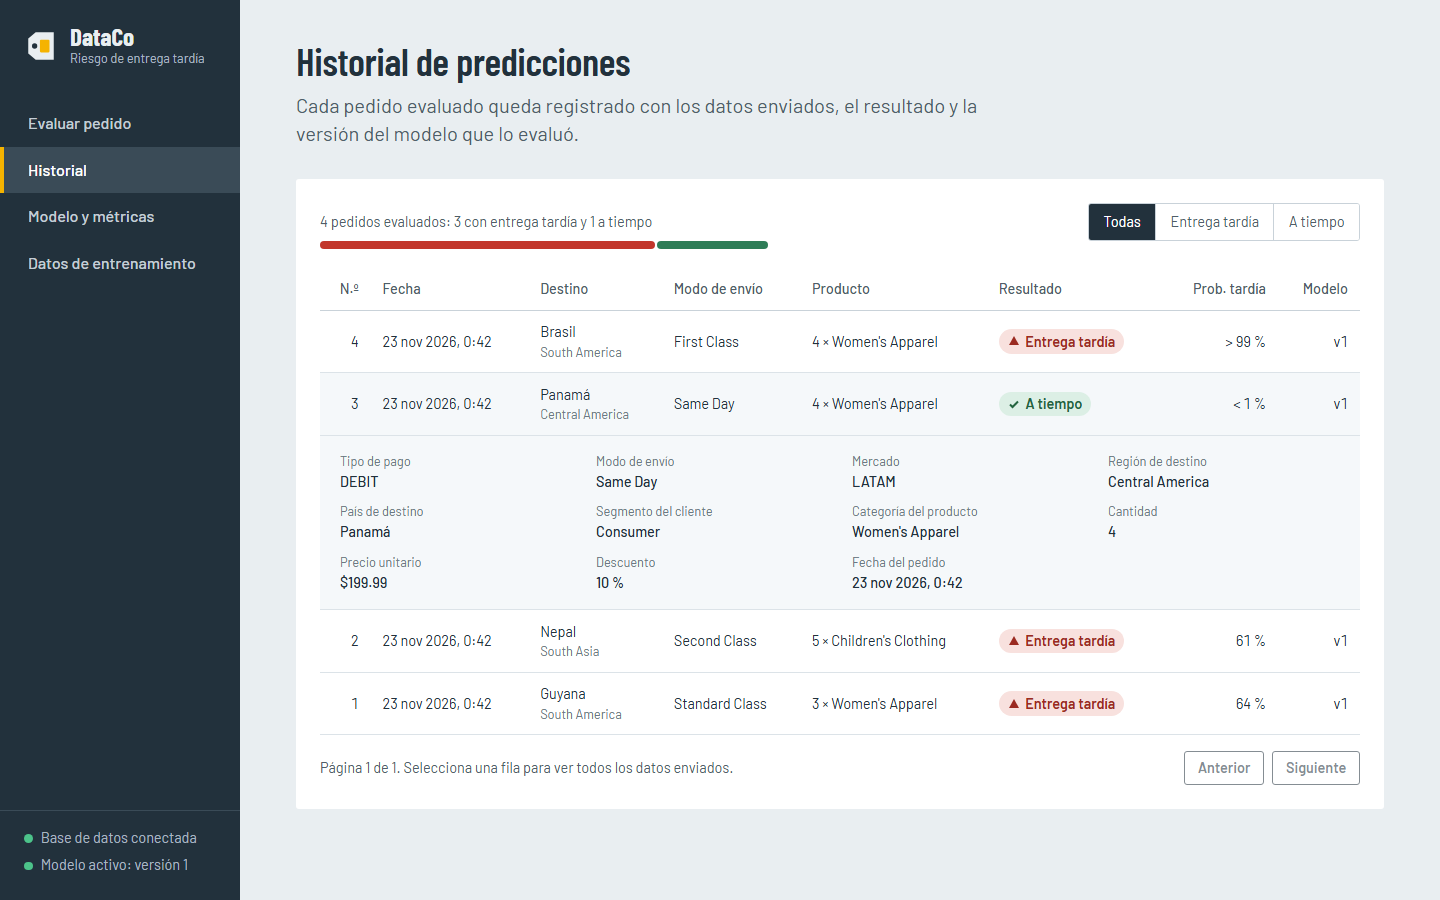 DataCo
Riesgo de entrega tardía
Evaluar pedido
Historial
Modelo y métricas
Datos de entrenamiento
Base de datos conectada
Modelo activo: versión 1
Historial de predicciones
Cada pedido evaluado queda registrado con los datos enviados, el resultado y la
versión del modelo que lo evaluó.
4 pedidos evaluados: 3 con entrega tardía y 1 a tiempo
Todas Entrega tardía A tiempo
N.º Fecha Destino Modo de envío Producto Resultado Prob. tardía Modelo
4 23 nov 2026, 0:42 Brasil South America First Class 4 × Women's Apparel Entrega tardía > 99 % v1
3 23 nov 2026, 0:42 Panamá Central America Same Day 4 × Women's Apparel A tiempo < 1 % v1
Tipo de pago Modo de envío Mercado Región de destino
DEBIT Same Day LATAM Central America
País de destino Segmento del cliente Categoría del producto Cantidad
Panamá Consumer Women's Apparel 4
Precio unitario Descuento Fecha del pedido
$199.99 10 % 23 nov 2026, 0:42
2 23 nov 2026, 0:42 Nepal South Asia Second Class 5 × Children's Clothing Entrega tardía 61 % v1
1 23 nov 2026, 0:42 Guyana South America Standard Class 3 × Women's Apparel Entrega tardía 64 % v1
Página 1 de 1. Selecciona una fila para ver todos los datos enviados.
Anterior Siguiente